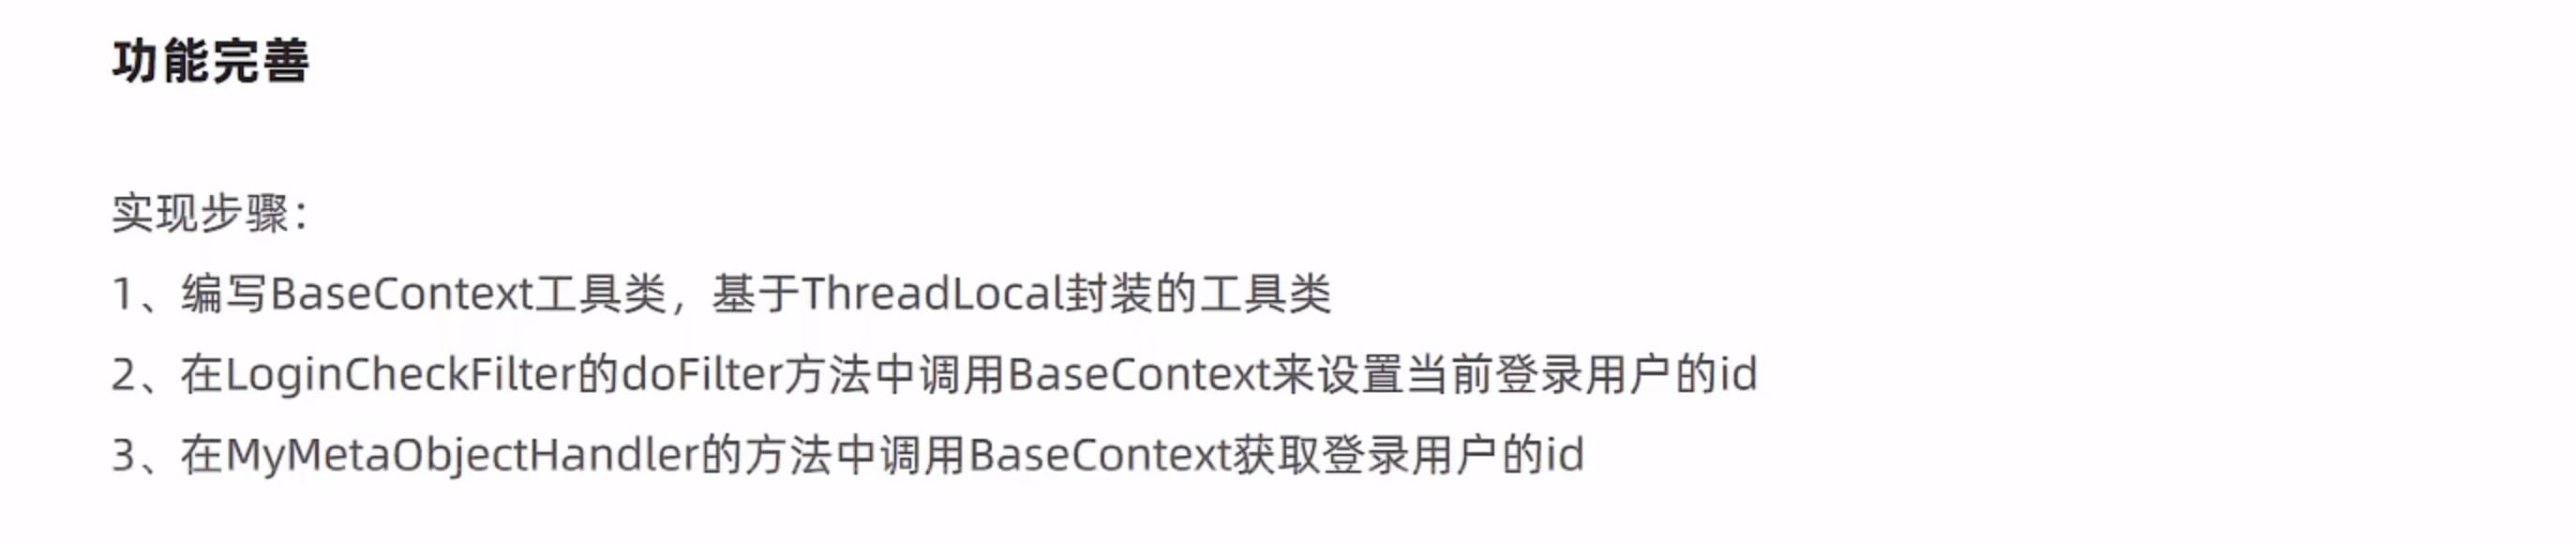 功能完善
实现步骤：
1、编写BaseContext工具类，基于ThreadLocal封装的工具类
2、在LoginCheckFilter的doFilter方法中调用BaseContext来设置当前登录用户的id
3、在MyMetaObjectHandler的方法中调用BaseContext获取登录用户的id